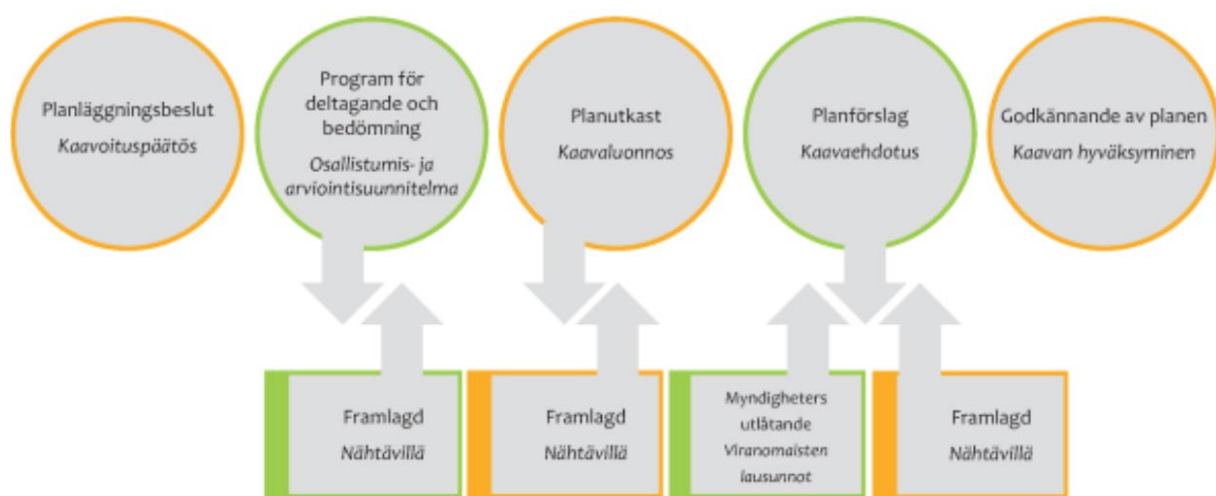 Planläggningsbeslut
Kaavoituspäätös
Program för
deltagande och
bedömning
Osallistumis- ja
arviointisuunnitelma
Planutkast
Kaavaluonnos
Planförslag
Kaavaehdotus
Godkännande av planen
Kaavan hyväksyminen
Framlagd
Nähtävillä
Framlagd
Nähtävillä
Myndigheters
utlåtande
Viranomaisten
lausunnot
Framlagd
Nähtävillä